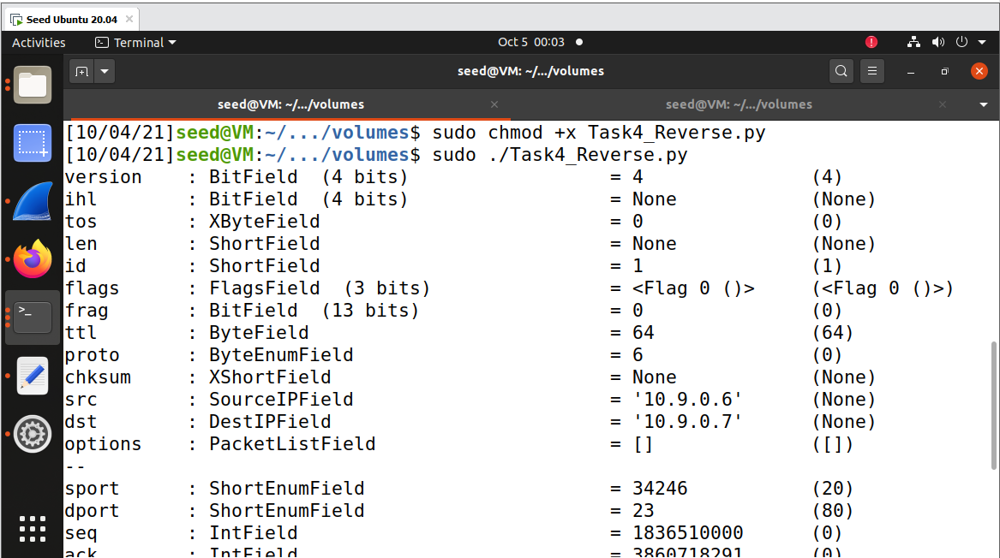 Seed Ubuntu 20.04 ×
Activities Terminal Oct 5 00:03
seed@VM: ~/.../volumes
seed@VM: ~/.../volumes × seed@VM: ~/.../volumes ×
[10/04/21]seed@VM:~/.../volumes$ sudo chmod +x Task4_Reverse.py
[10/04/21]seed@VM:~/.../volumes$ sudo ./Task4_Reverse.py
version : BitField (4 bits) = 4 (4)
ihl : BitField (4 bits) = None (None)
tos : XByteField = 0 (0)
len : ShortField = None (None)
id : ShortField = 1 (1)
flags : FlagsField (3 bits) = <Flag 0 ()> (<Flag 0 ()>)
frag : BitField (13 bits) = 0 (0)
ttl : ByteField = 64 (64)
proto : ByteEnumField = 6 (0)
chksum : XShortField = None (None)
src : SourceIPField = '10.9.0.6' (None)
dst : DestIPField = '10.9.0.7' (None)
options : PacketListField = [] ([])
--
sport : ShortEnumField = 34246 (20)
dport : ShortEnumField = 23 (80)
seq : IntField = 1836510000 (0)
ack : IntField = 3860718291 (0)